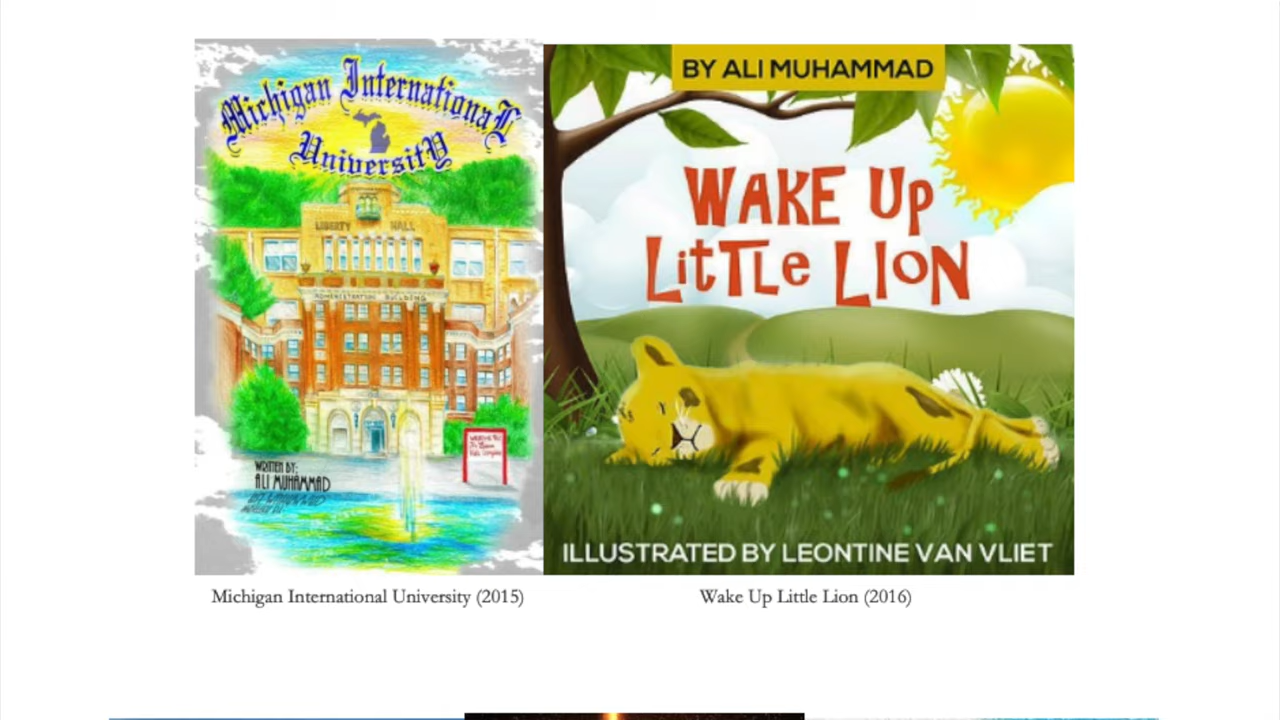 Michigan International
University
LIBERTY HALL
ADMINISTRATION BUILDING
WRITTEN BY:
ALI MUHAMMAD
BY ALI MUHAMMAD
WAKE UP
LITTLE LION
ILLUSTRATED BY LEONTINE VAN VLIET
Michigan International University (2015)
Wake Up Little Lion (2016)